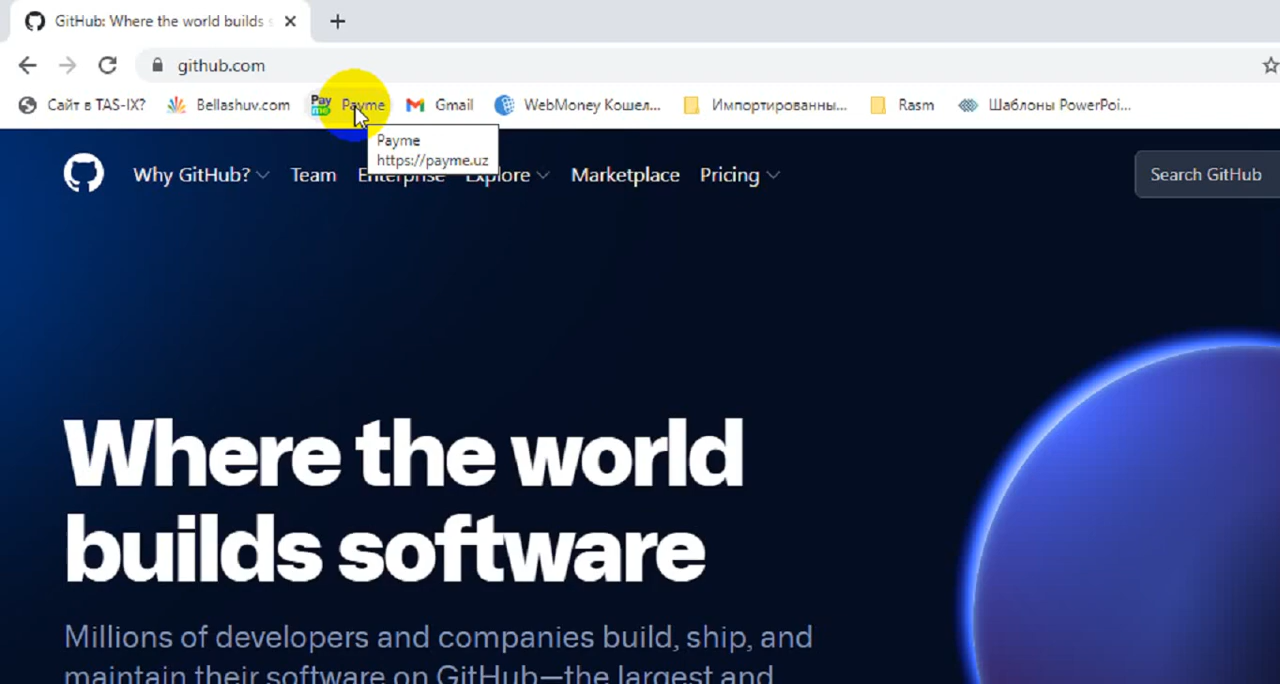 GitHub: Where the world builds s
github.com
Сайт в TAS-IX? Bellashuv.com Pay me Payme Gmail WebMoney Кошел... Импортированны... Rasm Шаблоны PowerPoi...
Payme
https://payme.uz
Why GitHub? Team Enterprise Explore Marketplace Pricing Search GitHub
Where the world
builds software
Millions of developers and companies build, ship, and
maintain their software on GitHub—the largest and